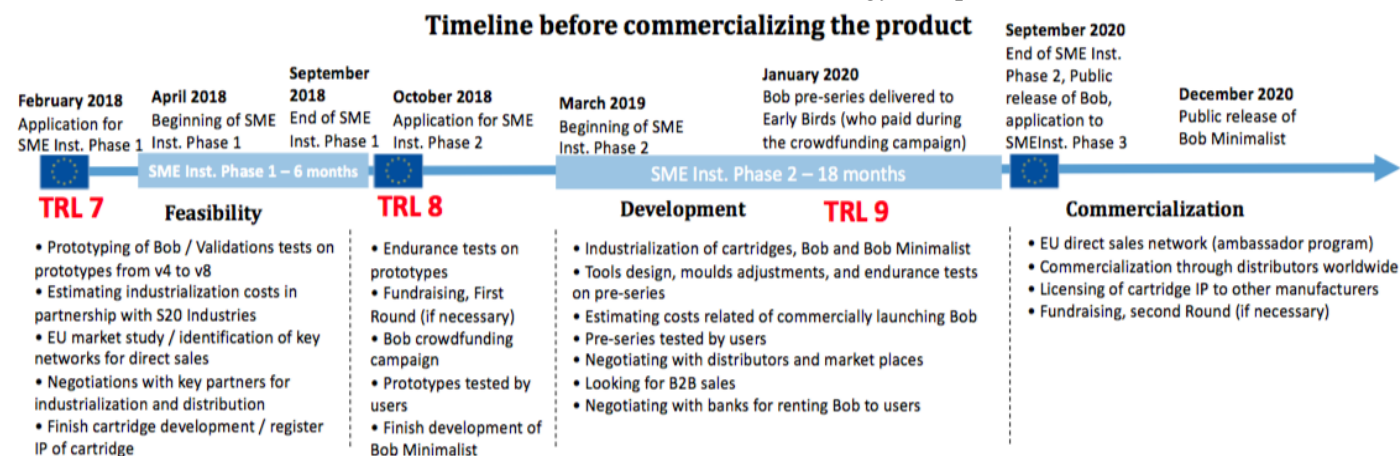 Timeline before commercializing the product
February 2018
Application for
SME Inst. Phase 1
April 2018
Beginning of SME
Inst. Phase 1
September
2018
End of SME
Inst. Phase 1
October 2018
Application for SME
Inst. Phase 2
March 2019
Beginning of SME
Inst. Phase 2
January 2020
Bob pre-series delivered to
Early Birds (who paid during
the crowdfunding campaign)
September 2020
End of SME Inst.
Phase 2, Public
release of Bob,
application to
SMEInst. Phase 3
December 2020
Public release of
Bob Minimalist
SME Inst. Phase 1 – 6 months
SME Inst. Phase 2 – 18 months
TRL 7
Feasibility
TRL 8
Development
TRL 9
Commercialization
• Prototyping of Bob / Validations tests on
prototypes from v4 to v8
• Estimating industrialization costs in
partnership with S20 Industries
• EU market study / identification of key
networks for direct sales
• Negotiations with key partners for
industrialization and distribution
• Finish cartridge development / register
IP of cartridge
• Endurance tests on
prototypes
• Fundraising, First
Round (if necessary)
• Bob crowdfunding
campaign
• Prototypes tested by
users
• Finish development of
Bob Minimalist
• Industrialization of cartridges, Bob and Bob Minimalist
• Tools design, moulds adjustments, and endurance tests
on pre-series
• Estimating costs related of commercially launching Bob
• Pre-series tested by users
• Negotiating with distributors and market places
• Looking for B2B sales
• Negotiating with banks for renting Bob to users
• EU direct sales network (ambassador program)
• Commercialization through distributors worldwide
• Licensing of cartridge IP to other manufacturers
• Fundraising, second Round (if necessary)